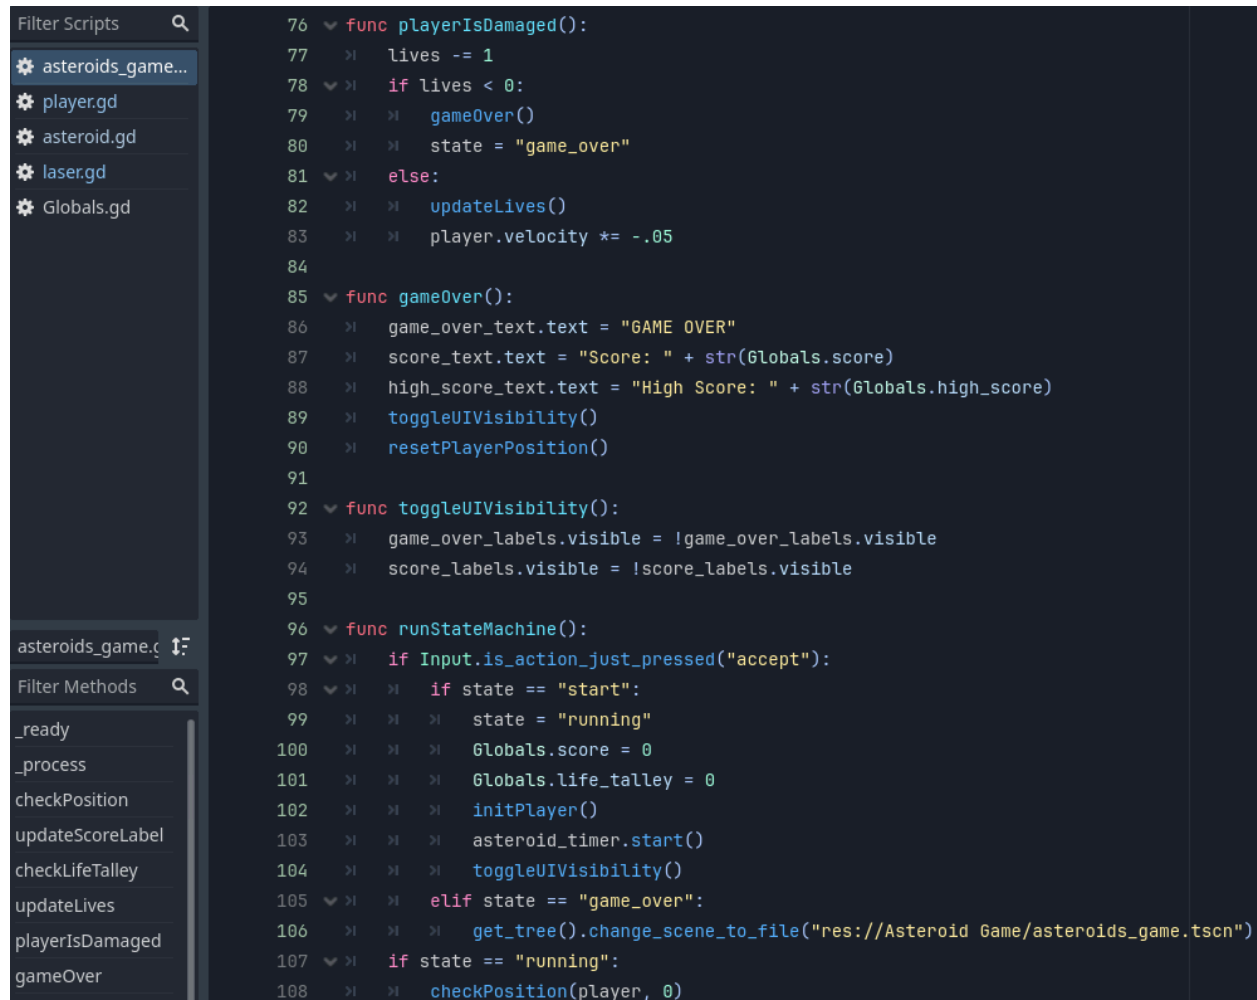 Filter Scripts
asteroids_game...
player.gd
asteroid.gd
laser.gd
Globals.gd
asteroids_game.g
Filter Methods
_ready
_process
checkPosition
updateScoreLabel
checkLifeTalley
updateLives
playerIsDamaged
gameOver
76 func playerIsDamaged():
77 lives -= 1
78 if lives < 0:
79 gameOver()
80 state = "game_over"
81 else:
82 updateLives()
83 player.velocity *= -.05
84
85 func gameOver():
86 game_over_text.text = "GAME OVER"
87 score_text.text = "Score: " + str(Globals.score)
88 high_score_text.text = "High Score: " + str(Globals.high_score)
89 toggleUIVisibility()
90 resetPlayerPosition()
91
92 func toggleUIVisibility():
93 game_over_labels.visible = !game_over_labels.visible
94 score_labels.visible = !score_labels.visible
95
96 func runStateMachine():
97 if Input.is_action_just_pressed("accept"):
98 if state == "start":
99 state = "running"
100 Globals.score = 0
101 Globals.life_talley = 0
102 initPlayer()
103 asteroid_timer.start()
104 toggleUIVisibility()
105 elif state == "game_over":
106 get_tree().change_scene_to_file("res://Asteroid Game/asteroids_game.tscn")
107 if state == "running":
108 checkPosition(player, 0)